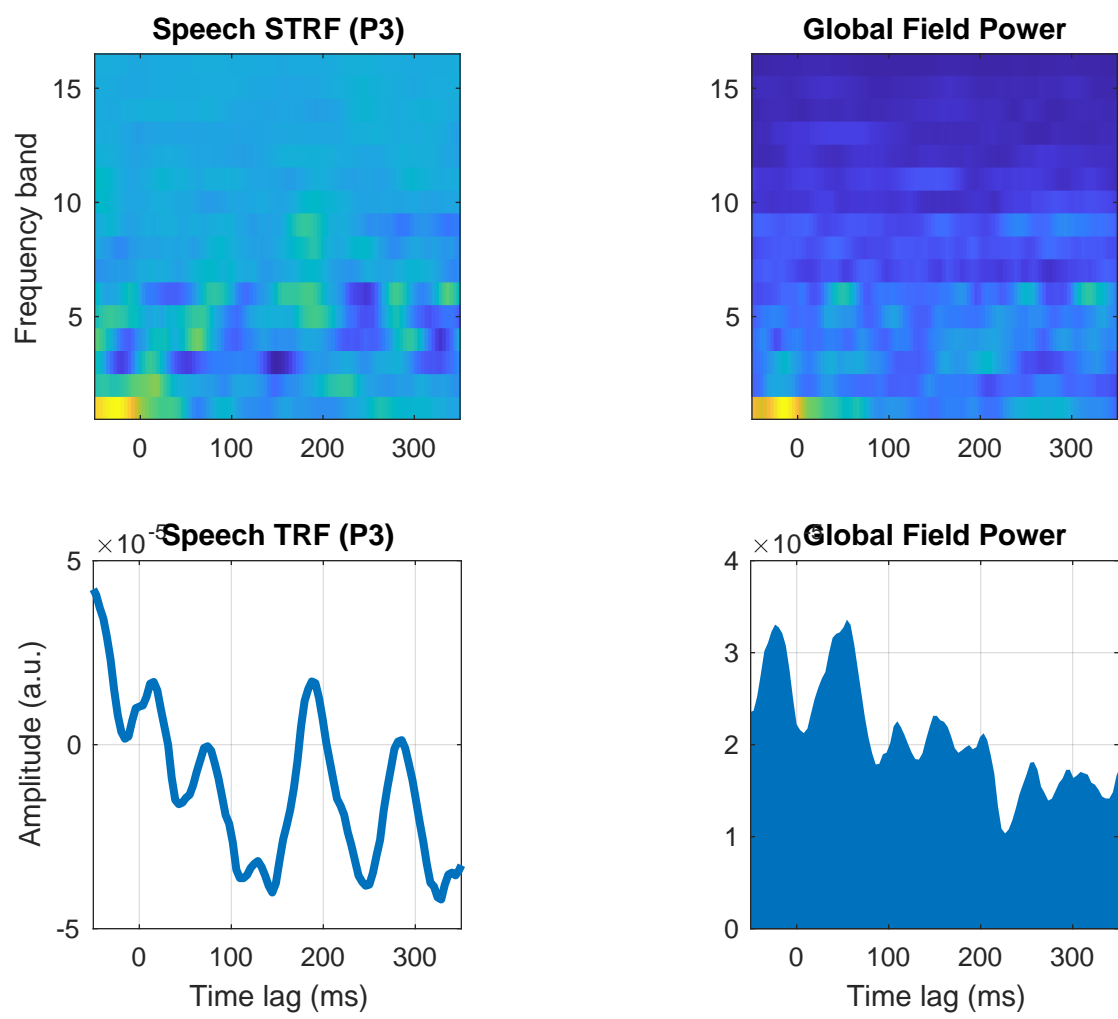 Speech STRF (P3)
Frequency band
15
10
5
0 100 200 300
Global Field Power
15
10
5
0 100 200 300
Speech TRF (P3)
×10-5
Amplitude (a.u.)
5
0
-5
0 100 200 300
Time lag (ms)
Global Field Power
×10-5
4
3
2
1
0
0 100 200 300
Time lag (ms)